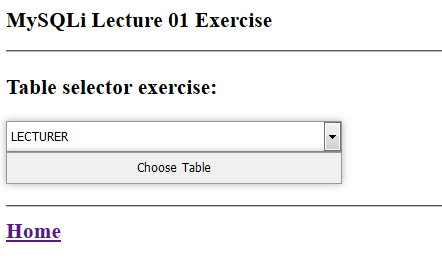 MySQLi Lecture 01 Exercise
Table selector exercise:
LECTURER
Choose Table
Home